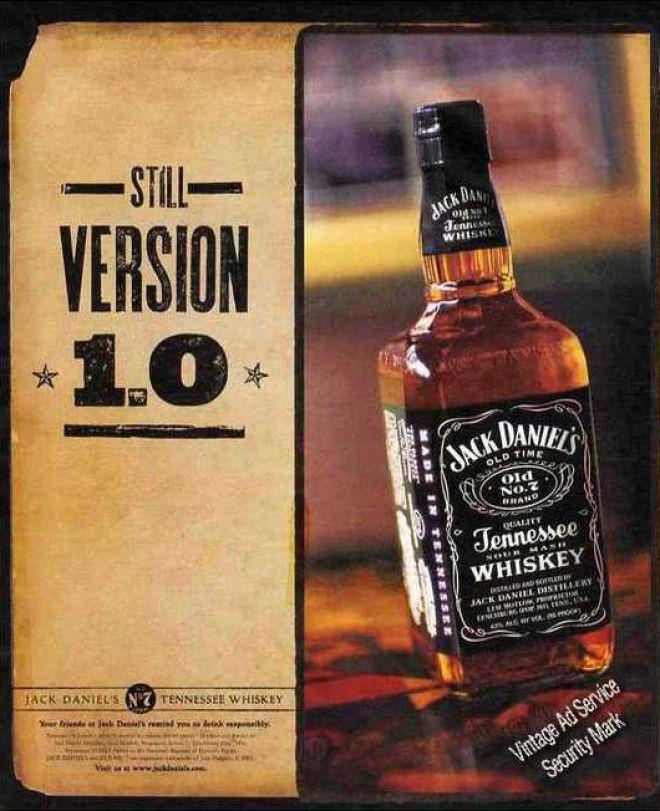 STILL
VERSION
1.0
JACK DANIEL'S Nº7 TENNESSEE WHISKEY
Your friends at Jack Daniel's remind you to drink responsibly.
Visit us at www.jackdaniels.com.
JACK DANIEL'S
Old No.7
Tennessee
WHISKEY
JACK DANIEL'S
OLD TIME
Old
No.7
BRAND
QUALITY
Tennessee
SOUR MASH
WHISKEY
DISTILLED AND BOTTLED BY
JACK DANIEL DISTILLERY
LEM MOTLOW, PROPRIETOR
MADE IN TENNESSEE
Vintage Ad Service
Security Mark